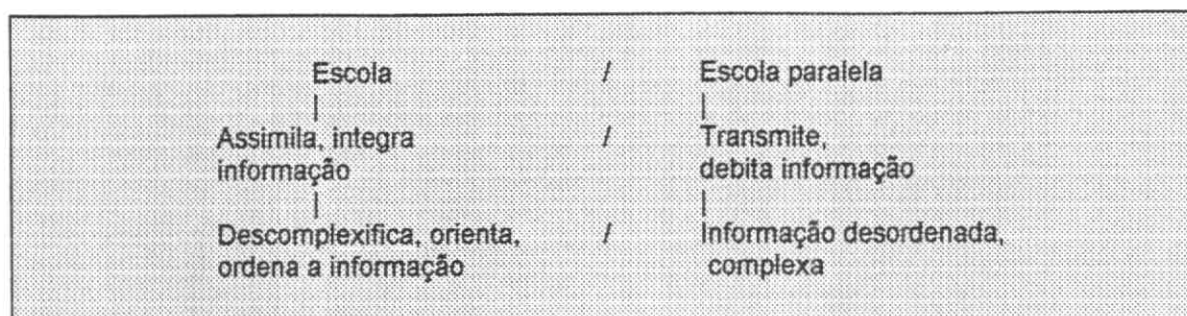 Escola / Escola paralela
| |
Assimila, integra / Transmite,
informação debita informação
| |
Descomplexifica, orienta, / Informação desordenada,
ordena a informação complexa